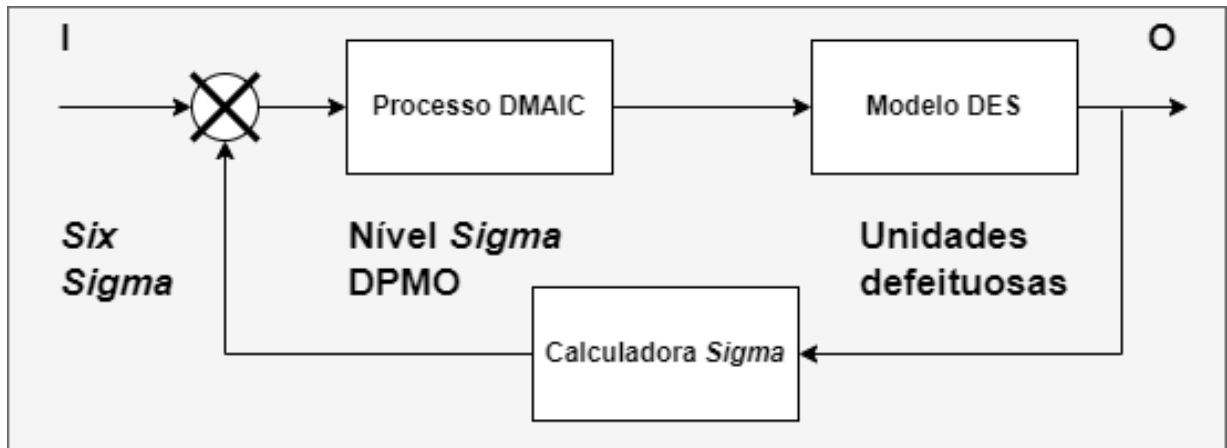 I
O
Processo DMAIC
Modelo DES
Six
Sigma
Nível Sigma
DPMO
Unidades
defeituosas
Calculadora Sigma